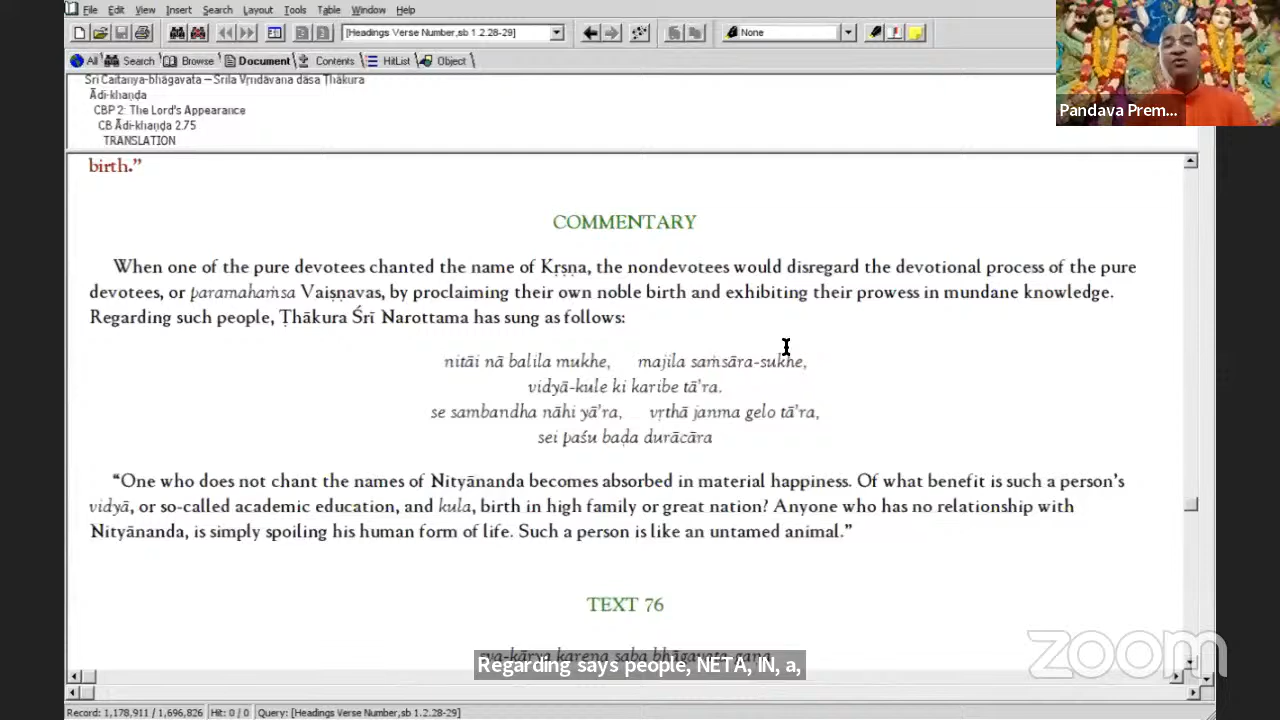 File Edit View Insert Search Layout Tools Table Window Help
[Headings Verse Number,sb 1.2.28-29] None
All Search Browse Document Contents HitList Object
Śrī Caitanya-bhāgavata – Śrīla Vṛndāvana dāsa Ṭhākura
Ādi-khaṇḍa
CBP 2: The Lord's Appearance
CB Ādi-khaṇḍa 2.75
TRANSLATION
Pandava Prem...
birth.”
COMMENTARY
When one of the pure devotees chanted the name of Kṛṣṇa, the nondevotees would disregard the devotional process of the pure
devotees, or paramahaṁsa Vaiṣṇavas, by proclaiming their own noble birth and exhibiting their prowess in mundane knowledge.
Regarding such people, Ṭhākura Śrī Narottama has sung as follows:
nitāi nā balila mukhe, majila saṁsāra-sukhe,
vidyā-kule ki karibe tā’ra.
se sambandha nāhi yā’ra, vṛthā janma gelo tā’ra,
sei paśu baḍa durācāra
“One who does not chant the names of Nityānanda becomes absorbed in material happiness. Of what benefit is such a person’s
vidyā, or so-called academic education, and kula, birth in high family or great nation? Anyone who has no relationship with
Nityānanda, is simply spoiling his human form of life. Such a person is like an untamed animal.”
TEXT 76
sva-kārya karena saba bhāgavata-gaṇa
Regarding says people, NETA, IN, a,
zoom
Record: 1,178,911 / 1,696,826 Hit: 0 / 0 Query: [Headings Verse Number,sb 1.2.28-29]